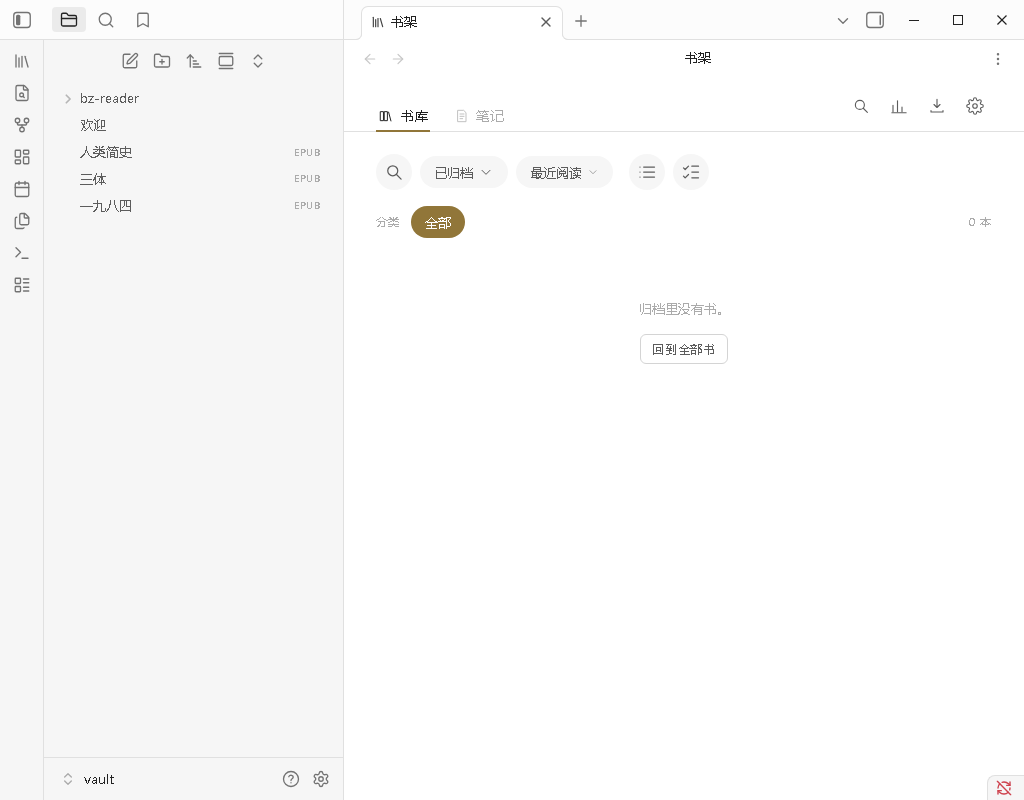 书架
书架
bz-reader
欢迎
人类简史 EPUB
三体 EPUB
一九八四 EPUB
书库 笔记
已归档 最近阅读
分类 全部 0 本
归档里没有书。
回到全部书
vault